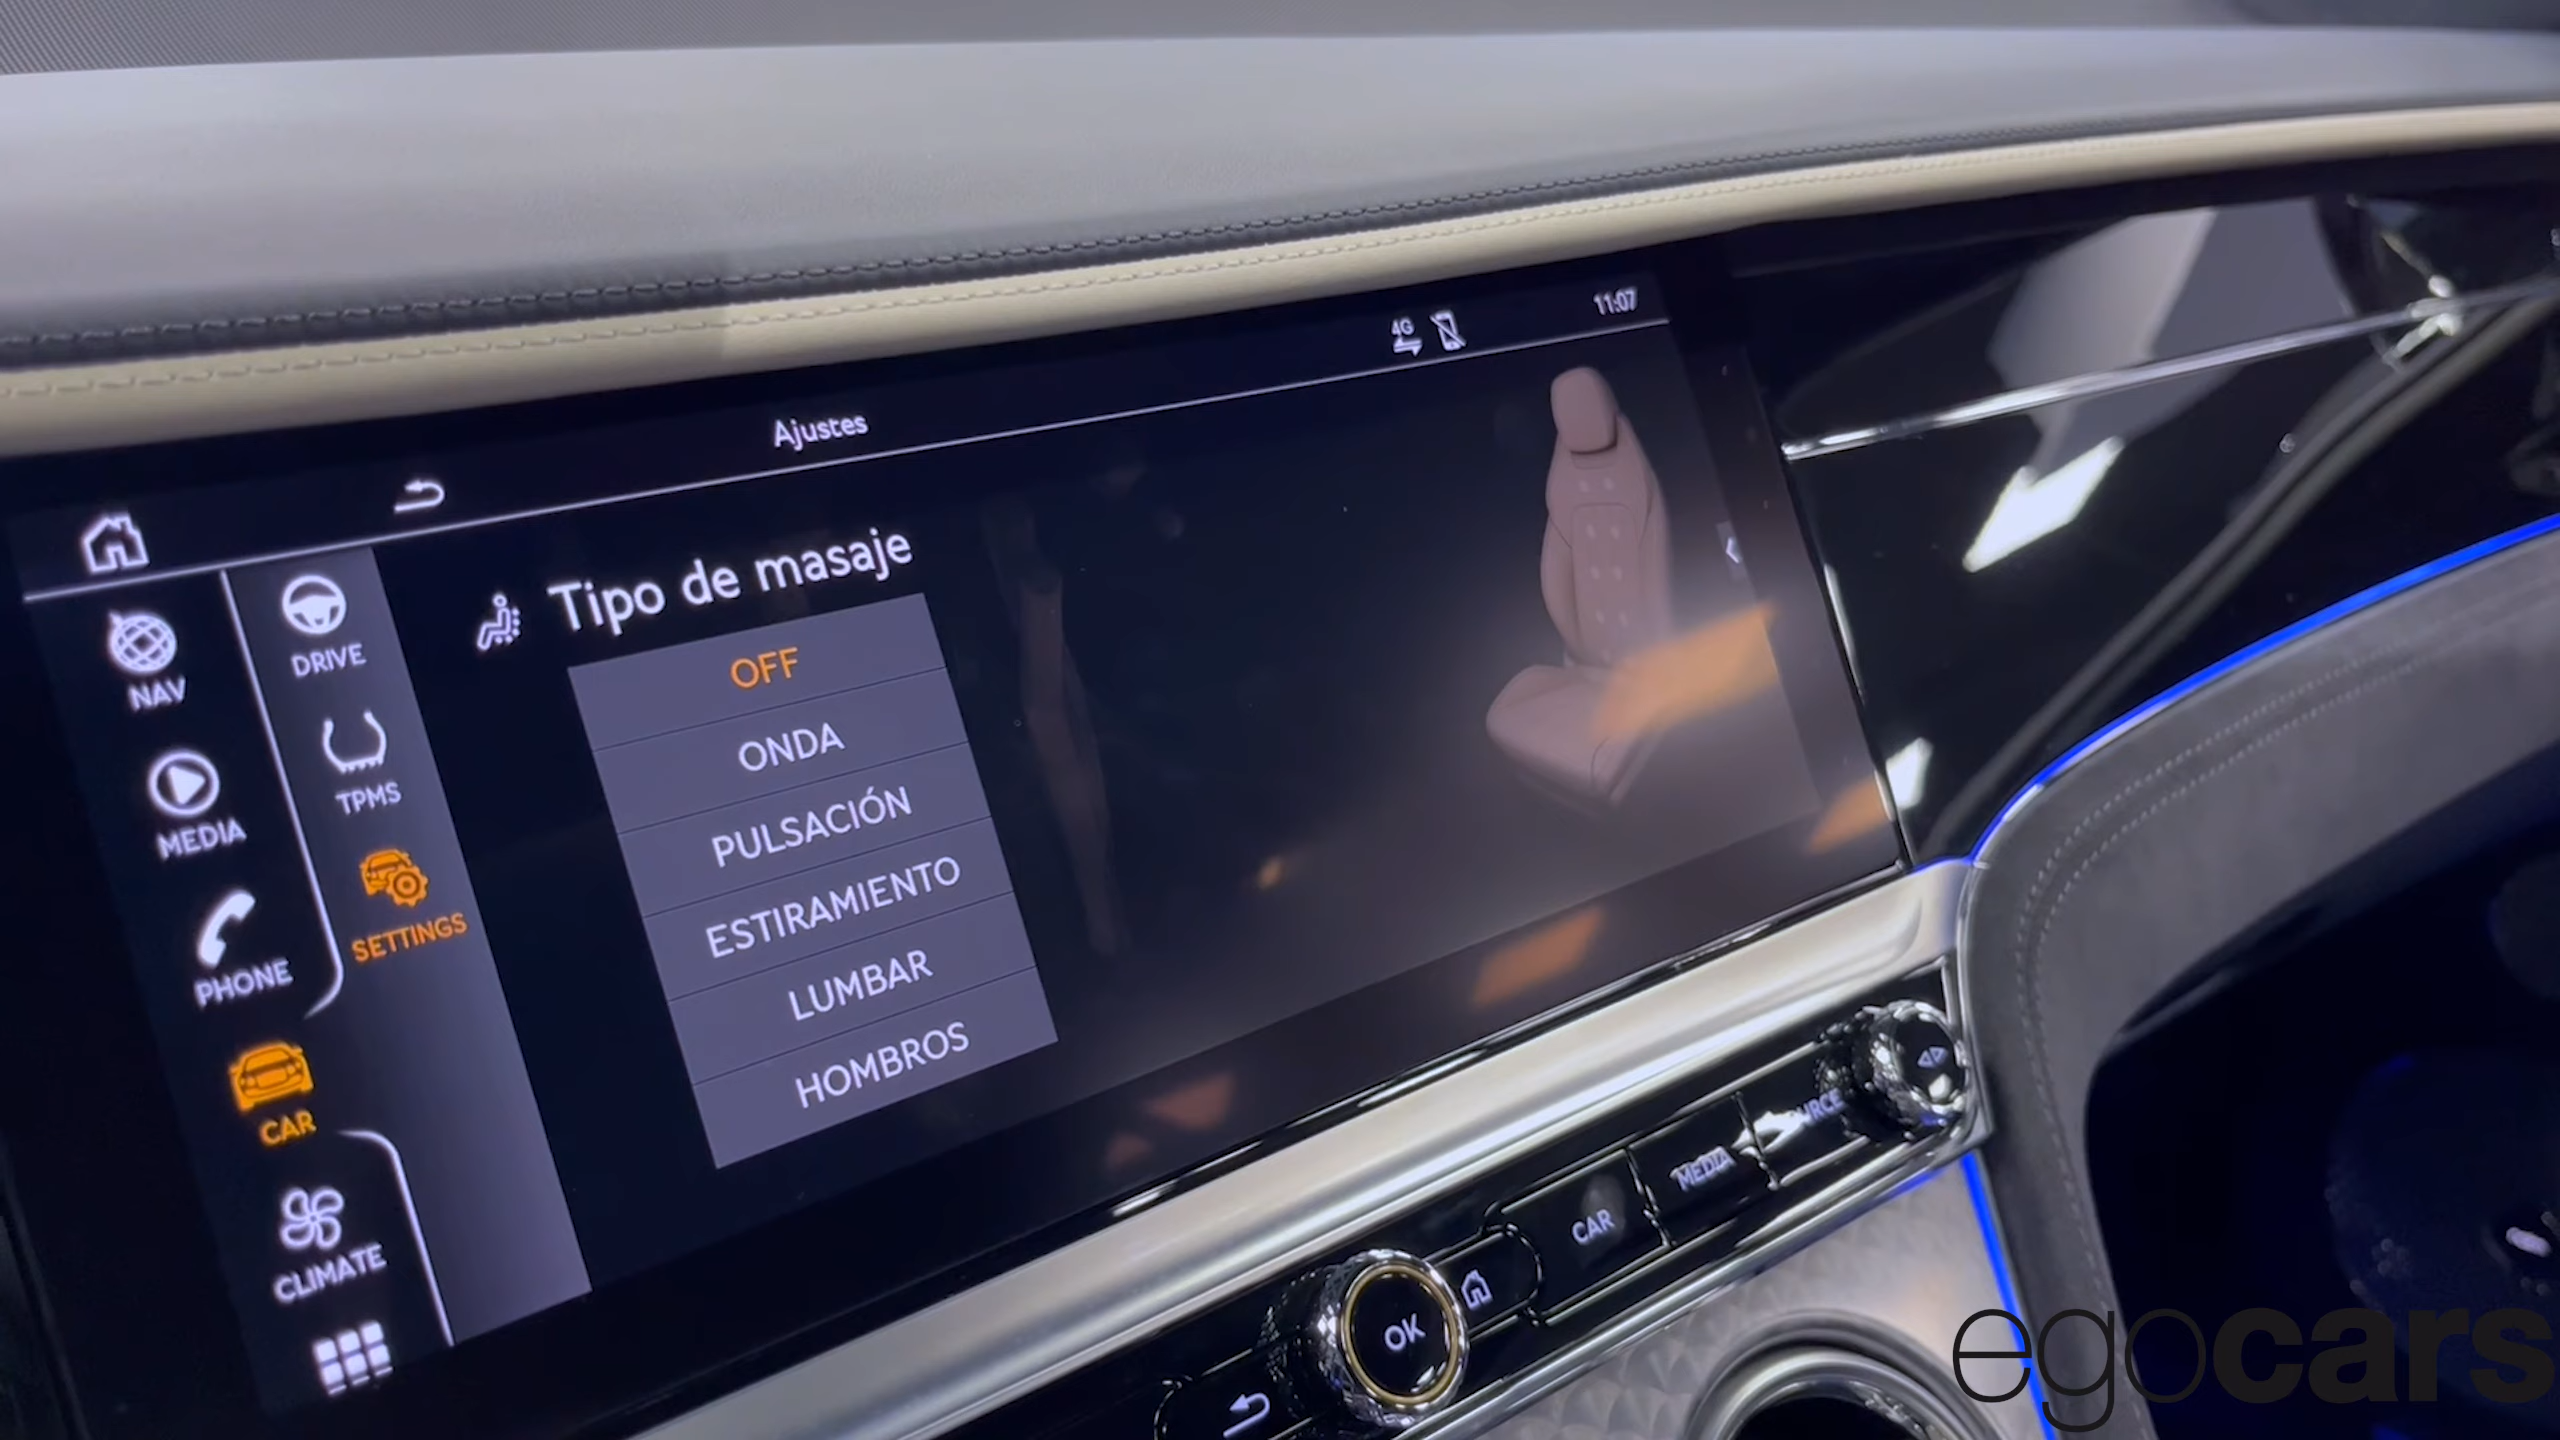 11:07
4G
Ajustes
Tipo de masaje
OFF
ONDA
PULSACIÓN
ESTIRAMIENTO
LUMBAR
HOMBROS
NAV
MEDIA
PHONE
CAR
CLIMATE
DRIVE
TPMS
SETTINGS
OK
CAR
MEDIA
egocars